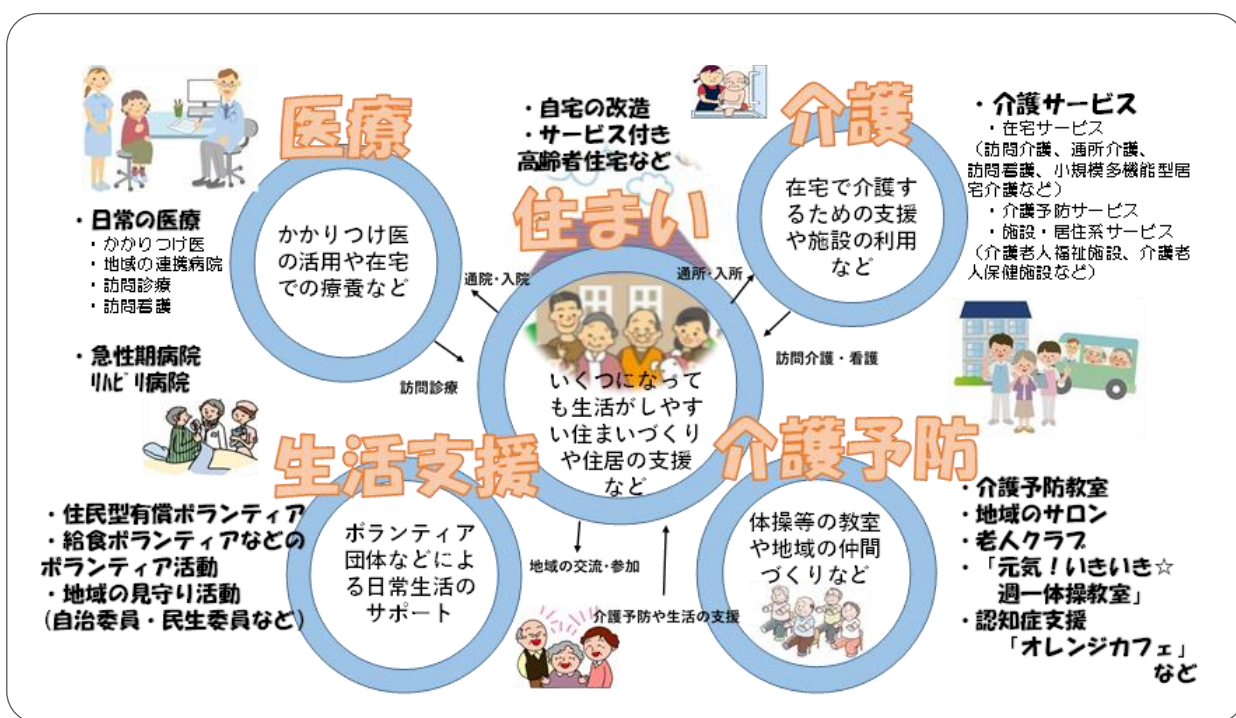 医療
かかりつけ医
の活用や在宅
での療養など
・日常の医療
・かかりつけ医
・地域の連携病院
・訪問診療
・訪問看護
・急性期病院
ﾘﾊﾋﾞﾘ病院
・自宅の改造
・サービス付き
高齢者住宅など
住まい
いくつになって
も生活がしやす
い住まいづくり
や住居の支援
など
通院・入院
訪問診療
通所・入所
訪問介護・看護
介護
在宅で介護す
るための支援
や施設の利用
など
・介護サービス
・在宅サービス
（訪問介護、通所介護、
訪問看護、小規模多機能型居
宅介護など）
・介護予防サービス
・施設・居住系サービス
（介護老人福祉施設、介護老
人保健施設など）
生活支援
ボランティア
団体などによ
る日常生活の
サポート
・住民型有償ボランティア
・給食ボランティアなどの
ボランティア活動
・地域の見守り活動
(自治委員・民生委員など)
地域の交流・参加
介護予防や生活の支援
介護予防
体操等の教室
や地域の仲間
づくりなど
・介護予防教室
・地域のサロン
・老人クラブ
・「元気！いきいき☆
週一体操教室」
・認知症支援
「オレンジカフェ」
など